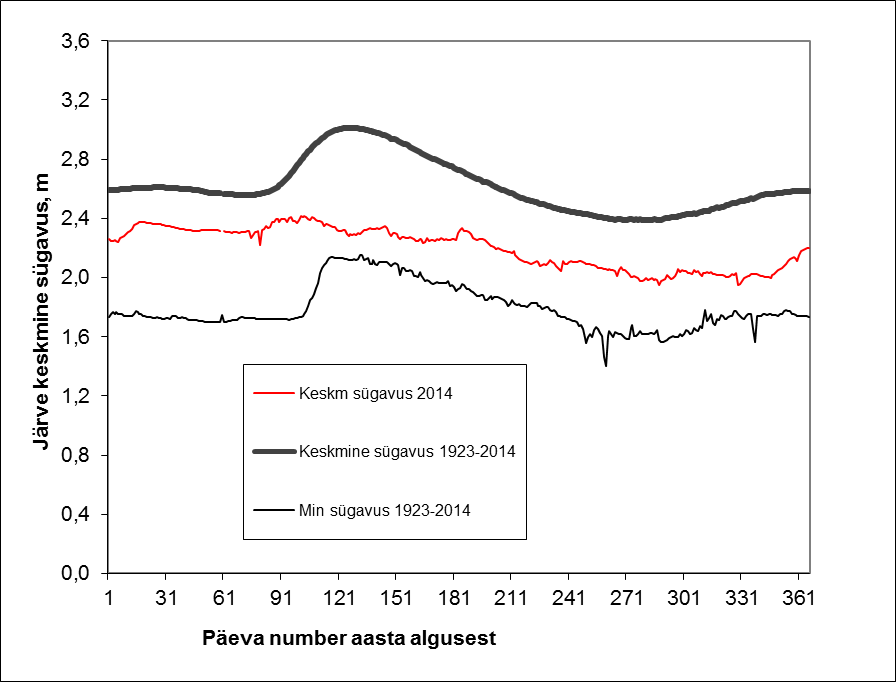 3,6
3,2
2,8
2,4
2,0
1,6
1,2
0,8
0,4
0,0
Järve keskmine sügavus, m
Keskm sügavus 2014
Keskmine sügavus 1923-2014
Min sügavus 1923-2014
1 31 61 91 121 151 181 211 241 271 301 331 361
Päeva number aasta algusest